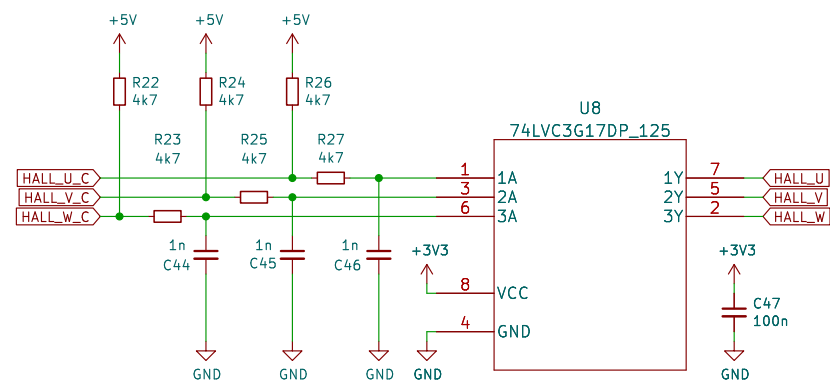 +5V +5V +5V
R22 4k7
R24 4k7
R26 4k7
U8
74LVC3G17DP_125
R23 4k7
R25 4k7
R27 4k7
HALL_U_C 1 1A 1Y 7 HALL_U
HALL_V_C 3 2A 2Y 5 HALL_V
HALL_W_C 6 3A 3Y 2 HALL_W
1n C44
1n C45
1n C46
+3V3 +3V3
8 VCC
C47
100n
4 GND
GND GND GND GND GND